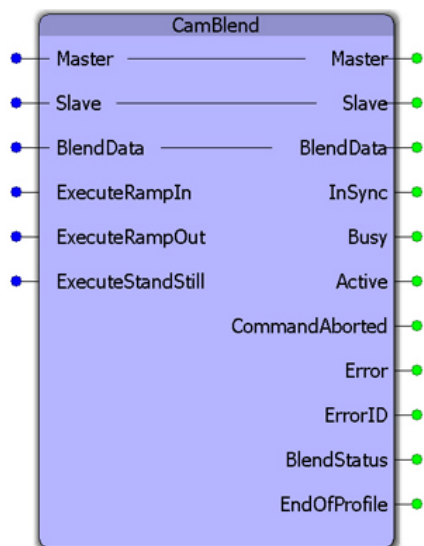 CamBlend
Master Master
Slave Slave
BlendData BlendData
ExecuteRampIn InSync
ExecuteRampOut Busy
ExecuteStandStill Active
CommandAborted
Error
ErrorID
BlendStatus
EndOfProfile